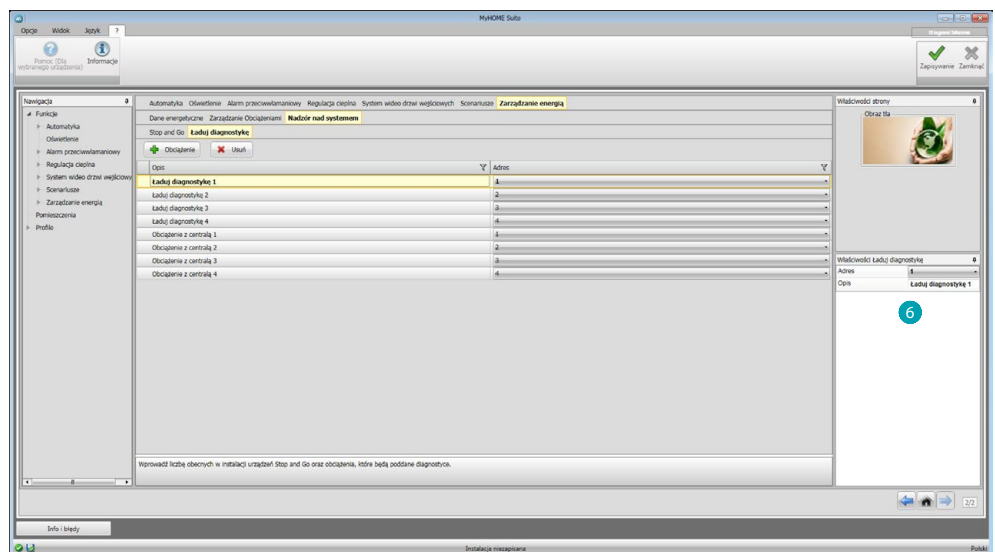 MyHOME Suite
Opcje Widok Język ?
Pomoc (Dla wybranego urządzenia)
Informacje
Zapisywanie Zamknąć
Nawigacja
Funkcje
Automatyka
Oświetlenie
Alarm przeciwwłamaniowy
Regulacja cieplna
System wideo drzwi wejściowy
Scenariusze
Zarządzanie energią
Pomieszczenia
Profile
Automatyka Oświetlenie Alarm przeciwwłamaniowy Regulacja cieplna System wideo drzwi wejściowych Scenariusze Zarządzanie energią
Dane energetyczne Zarządzanie Obciążeniami Nadzór nad systemem
Stop and Go Ładuj diagnostykę
Obciążenie Usuń
Opis Adres
Ładuj diagnostykę 1 1
Ładuj diagnostykę 2 2
Ładuj diagnostykę 3 3
Ładuj diagnostykę 4 4
Obciążenie z centralą 1 1
Obciążenie z centralą 2 2
Obciążenie z centralą 3 3
Obciążenie z centralą 4 4
Wprowadź liczbę obecnych w instalacji urządzeń Stop and Go oraz obciążenia, które będą poddane diagnostyce.
Właściwości strony
Obraz tła
Właściwości Ładuj diagnostykę
Adres 1
Opis Ładuj diagnostykę 1
6
2/2
Info i błędy
Instalacja niezapisana
Polski